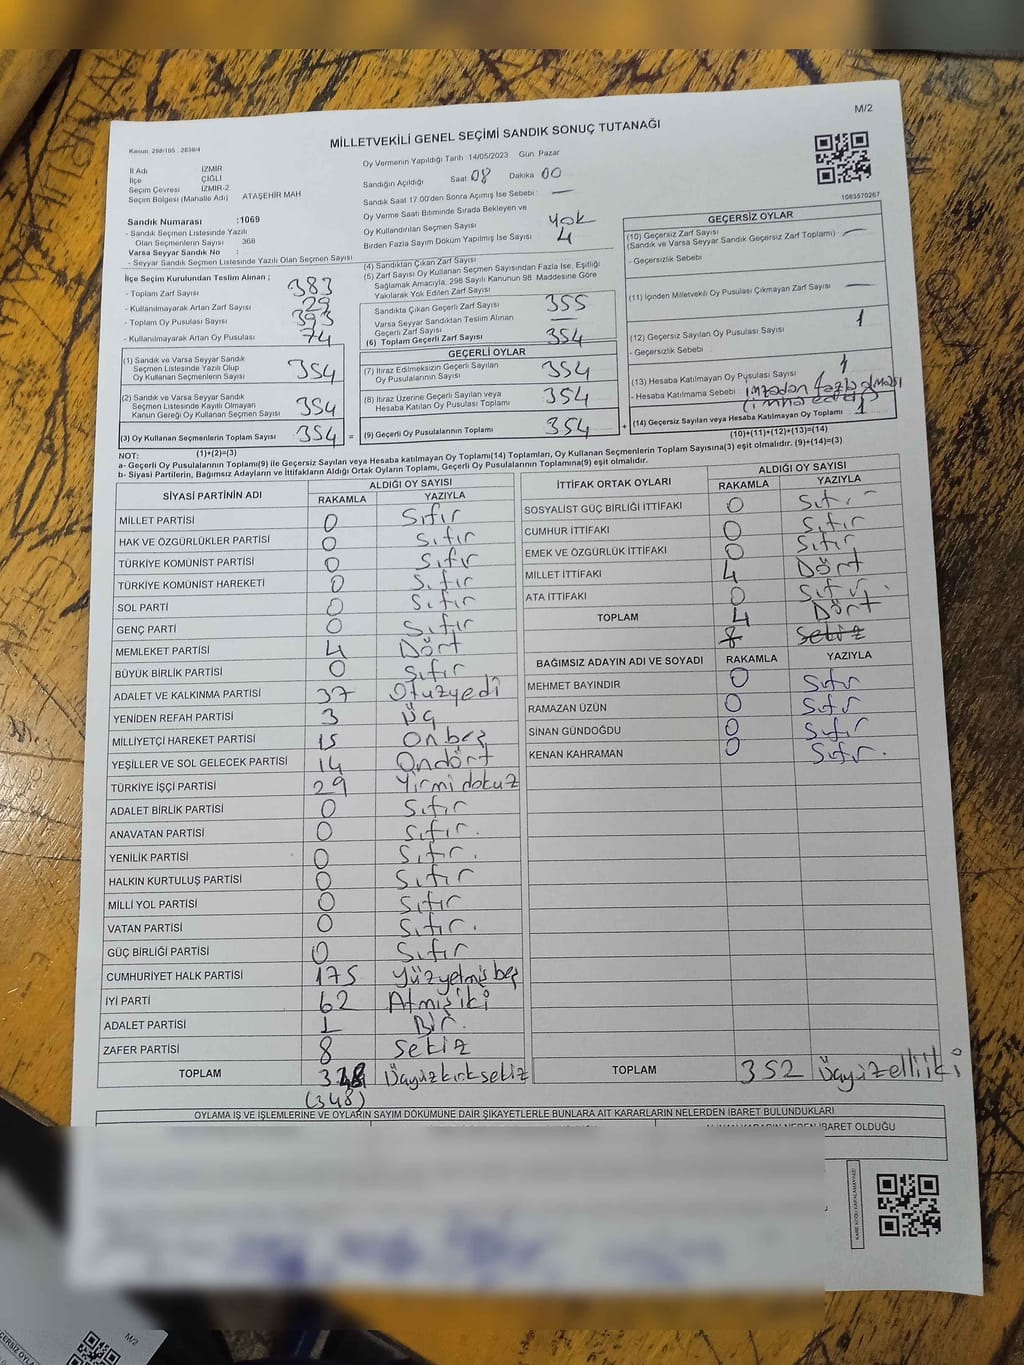 M/2
MİLLETVEKİLİ GENEL SEÇİMİ SANDIK SONUÇ TUTANAĞI
Kanun: 298/105 , 2839/4
İl Adı İZMİR
İlçe ÇİĞLİ
Seçim Çevresi İZMİR-2
Seçim Bölgesi (Mahalle Adı) ATAŞEHİR MAH
Sandık Numarası :1069
- Sandık Seçmen Listesinde Yazılı
Olan Seçmenlerin Sayısı 368
Varsa Seyyar Sandık No :
- Seyyar Sandık Seçmen Listesinde Yazılı Olan Seçmen Sayısı
Oy Vermenin Yapıldığı Tarih 14/05/2023 Gün Pazar
Sandığın Açıldığı Saat 08 Dakika 00
Sandık Saat 17.00'den Sonra Açılmış İse Sebebi : —
Oy Verme Saati Bitiminde Sırada Bekleyen ve
Oy Kullandırılan Seçmen Sayısı Yok
Birden Fazla Sayım Döküm Yapılmış İse Sayısı 4
1083570267
İlçe Seçim Kurulundan Teslim Alınan ;
- Toplam Zarf Sayısı 383
- Kullanılmayarak Artan Zarf Sayısı 29
- Toplam Oy Pusulası Sayısı 393
- Kullanılmayarak Artan Oy Pusulası 74
(1) Sandık ve Varsa Seyyar Sandık
Seçmen Listesinde Yazılı Olup
Oy Kullanan Seçmenlerin Sayısı 354
(2) Sandık ve Varsa Seyyar Sandık
Seçmen Listesinde Kayıtlı Olmayan
Kanun Gereği Oy Kullanan Seçmen Sayısı 354
(3) Oy Kullanan Seçmenlerin Toplam Sayısı 354 =
(1)+(2)=(3)
(4) Sandıktan Çıkan Zarf Sayısı
(5) Zarf Sayısı Oy Kullanan Seçmen Sayısından Fazla İse, Eşitliği
Sağlamak Amacıyla, 298 Sayılı Kanunun 98. Maddesine Göre
Yakılarak Yok Edilen Zarf Sayısı
Sandıkta Çıkan Geçerli Zarf Sayısı 355
Varsa Seyyar Sandıktan Teslim Alınan
Geçerli Zarf Sayısı —
(6) Toplam Geçerli Zarf Sayısı 354
GEÇERLİ OYLAR
(7) İtiraz Edilmeksizin Geçerli Sayılan
Oy Pusulalarının Sayısı 354
(8) İtiraz Üzerine Geçerli Sayılan veya
Hesaba Katılan Oy Pusulası Toplamı 354
(9) Geçerli Oy Pusulalarının Toplamı 354 +
GEÇERSİZ OYLAR
(10) Geçersiz Zarf Sayısı —
(Sandık ve Varsa Seyyar Sandık Geçersiz Zarf Toplamı)
- Geçersizlik Sebebi
(11) İçinden Milletvekili Oy Pusulası Çıkmayan Zarf Sayısı —
(12) Geçersiz Sayılan Oy Pusulası Sayısı 1
- Geçersizlik Sebebi
(13) Hesaba Katılmayan Oy Pusulası Sayısı 1
- Hesaba Katılmama Sebebi imzadan fazla olması
(imha edildi)
(14) Geçersiz Sayılan veya Hesaba Katılmayan Oy Toplamı 1
(10)+(11)+(12)+(13)=(14)
NOT:
a- Geçerli Oy Pusulalarının Toplamı(9) ile Geçersiz Sayılan veya Hesaba katılmayan Oy Toplamı(14) Toplamları, Oy Kullanan Seçmenlerin Toplam Sayısına(3) eşit olmalıdır. (9)+(14)=(3)
b- Siyasi Partilerin, Bağımsız Adayların ve İttifakların Aldığı Ortak Oyların Toplamı, Geçerli Oy Pusulalarının Toplamına(9) eşit olmalıdır.
SİYASİ PARTİNİN ADI ALDIĞI OY SAYISI
RAKAMLA YAZIYLA
MİLLET PARTİSİ 0 Sıfır
HAK VE ÖZGÜRLÜKLER PARTİSİ 0 Sıfır
TÜRKİYE KOMÜNİST PARTİSİ 0 Sıfır
TÜRKİYE KOMÜNİST HAREKETİ 0 Sıfır
SOL PARTİ 0 Sıfır
GENÇ PARTİ 0 Sıfır
MEMLEKET PARTİSİ 4 Dört
BÜYÜK BİRLİK PARTİSİ 0 Sıfır
ADALET VE KALKINMA PARTİSİ 37 Otuzyedi
YENİDEN REFAH PARTİSİ 3 Üç
MİLLİYETÇİ HAREKET PARTİSİ 15 Onbeş
YEŞİLLER VE SOL GELECEK PARTİSİ 14 Ondört
TÜRKİYE İŞÇİ PARTİSİ 29 Yirmi dokuz
ADALET BİRLİK PARTİSİ 0 Sıfır
ANAVATAN PARTİSİ 0 Sıfır.
YENİLİK PARTİSİ 0 Sıfır.
HALKIN KURTULUŞ PARTİSİ 0 Sıfır
MİLLİ YOL PARTİSİ 0 Sıfır
VATAN PARTİSİ 0 Sıfır.
GÜÇ BİRLİĞİ PARTİSİ 0 Sıfır
CUMHURİYET HALK PARTİSİ 175 Yüzyetmiş beş
İYİ PARTİ 62 Atmışiki
ADALET PARTİSİ 1 Bir.
ZAFER PARTİSİ 8 Sekiz
TOPLAM 348 Üçyüzkırksekiz
(348)
İTTİFAK ORTAK OYLARI ALDIĞI OY SAYISI
RAKAMLA YAZIYLA
SOSYALİST GÜÇ BİRLİĞİ İTTİFAKI 0 Sıfır
CUMHUR İTTİFAKI 0 Sıfır
EMEK VE ÖZGÜRLÜK İTTİFAKI 0 Sıfır
MİLLET İTTİFAKI 4 Dört
ATA İTTİFAKI 0 Sıfır.
TOPLAM 4 Dört
8 Sekiz
BAĞIMSIZ ADAYIN ADI VE SOYADI RAKAMLA YAZIYLA
MEHMET BAYINDIR 0 Sıfır
RAMAZAN ÜZÜN 0 Sıfır
SİNAN GÜNDOĞDU 0 Sıfır
KENAN KAHRAMAN 0 Sıfır.
TOPLAM 352 Üçyüzelliiki
OYLAMA İŞ VE İŞLEMLERİNE VE OYLARIN SAYIM DÖKÜMÜNE DAİR ŞİKAYETLERLE BUNLARA AİT KARARLARIN NELERDEN İBARET BULUNDUKLARI
M/2